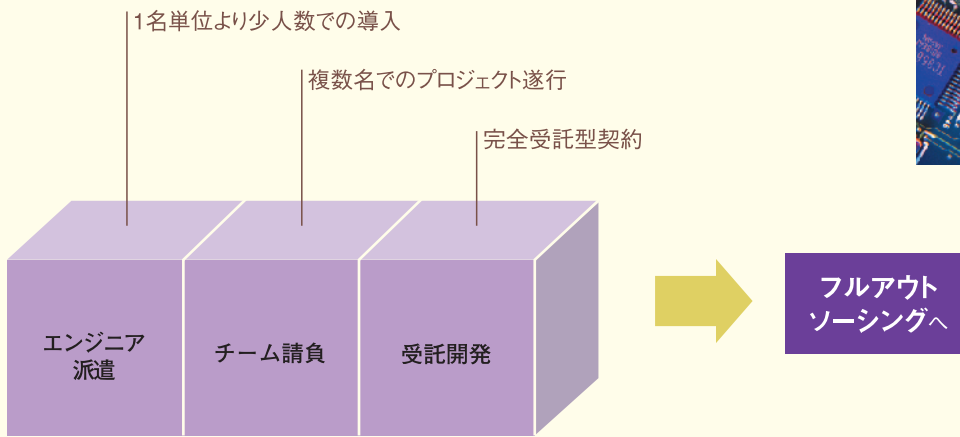 1名単位より少人数での導入
複数名でのプロジェクト遂行
完全受託型契約
エンジニア
派遣
チーム請負
受託開発
フルアウト
ソーシングへ